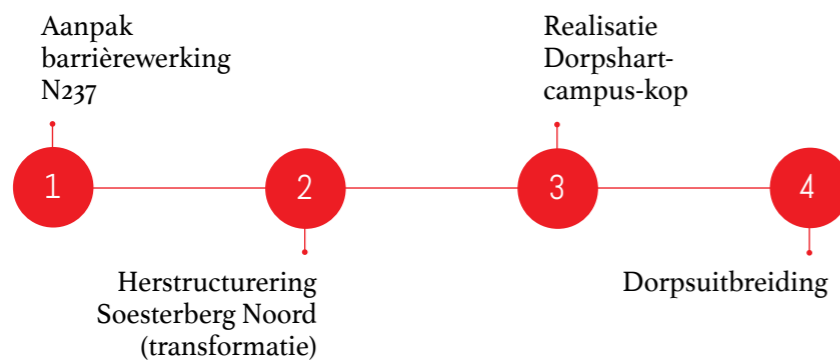 Aanpak
barrièrewerking
N237
Realisatie
Dorpshart-
campus-kop
1
2
3
4
Herstructurering
Soesterberg Noord
(transformatie)
Dorpsuitbreiding